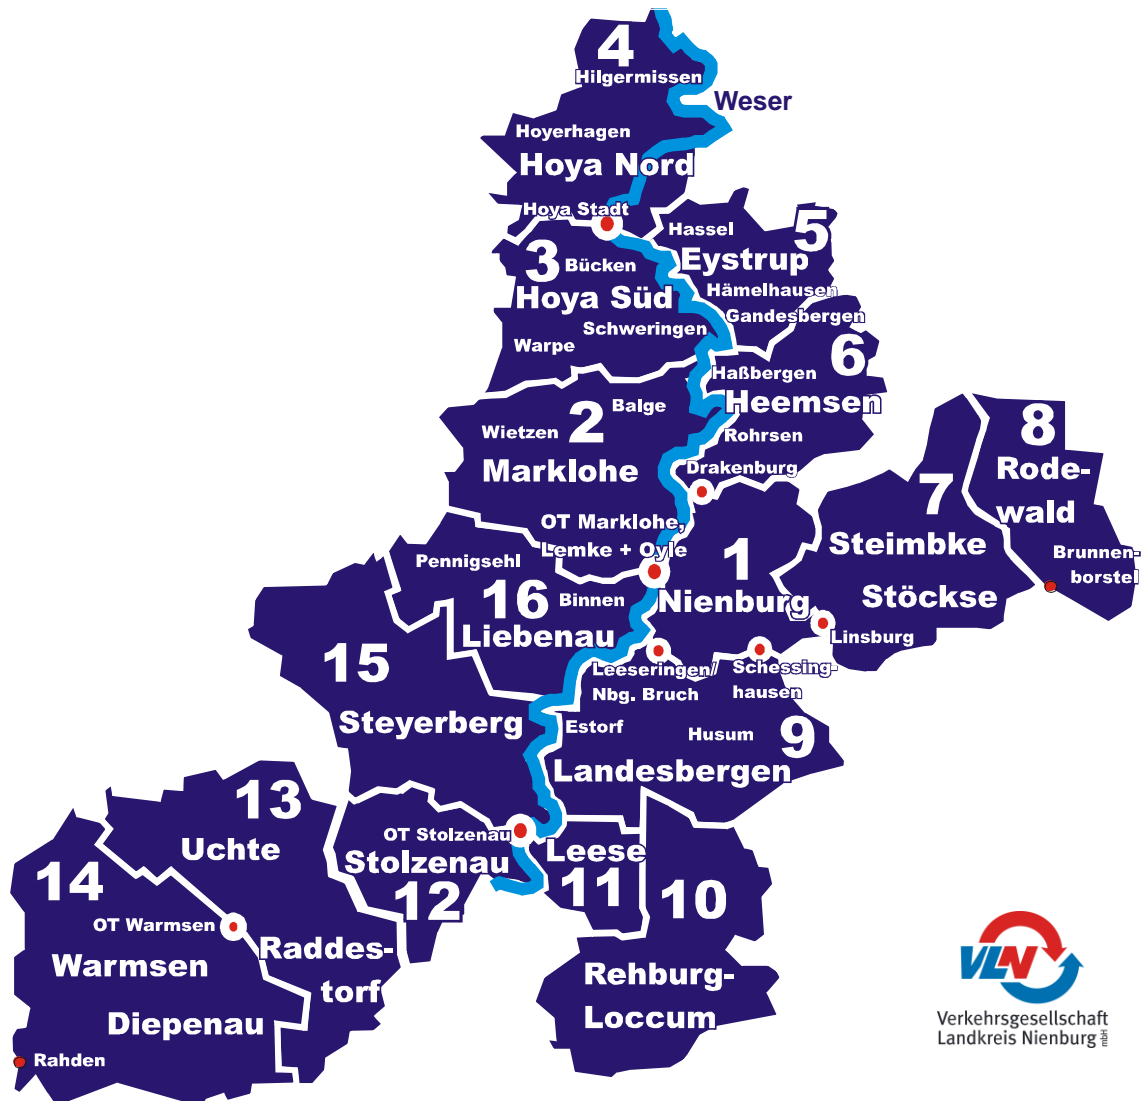 4
Hilgermissen
Weser
Hoyerhagen
Hoya Nord
Hoya Stadt
5
Hassel
Eystrup
Hämelhausen
Gandesbergen
3
Bücken
Hoya Süd
Schweringen
Warpe
6
Haßbergen
Heemsen
Rohrsen
Drakenburg
2
Balge
Wietzen
Marklohe
OT Marklohe,
Lemke + Oyle
8
Rode-
wald
Brunnen-
borstel
7
Steimbke
Stöckse
Linsburg
1
Nienburg
Pennigsehl
16
Binnen
Liebenau
Leeseringen/
Nbg. Bruch
Schessing-
hausen
15
Steyerberg
Estorf
Husum
9
Landesbergen
13
Uchte
OT Stolzenau
Stolzenau
12
Leese
11
10
14
OT Warmsen
Warmsen
Raddes-
torf
Diepenau
Rahden
Rehburg-
Loccum
VLN
Verkehrsgesellschaft
Landkreis Nienburg mbH